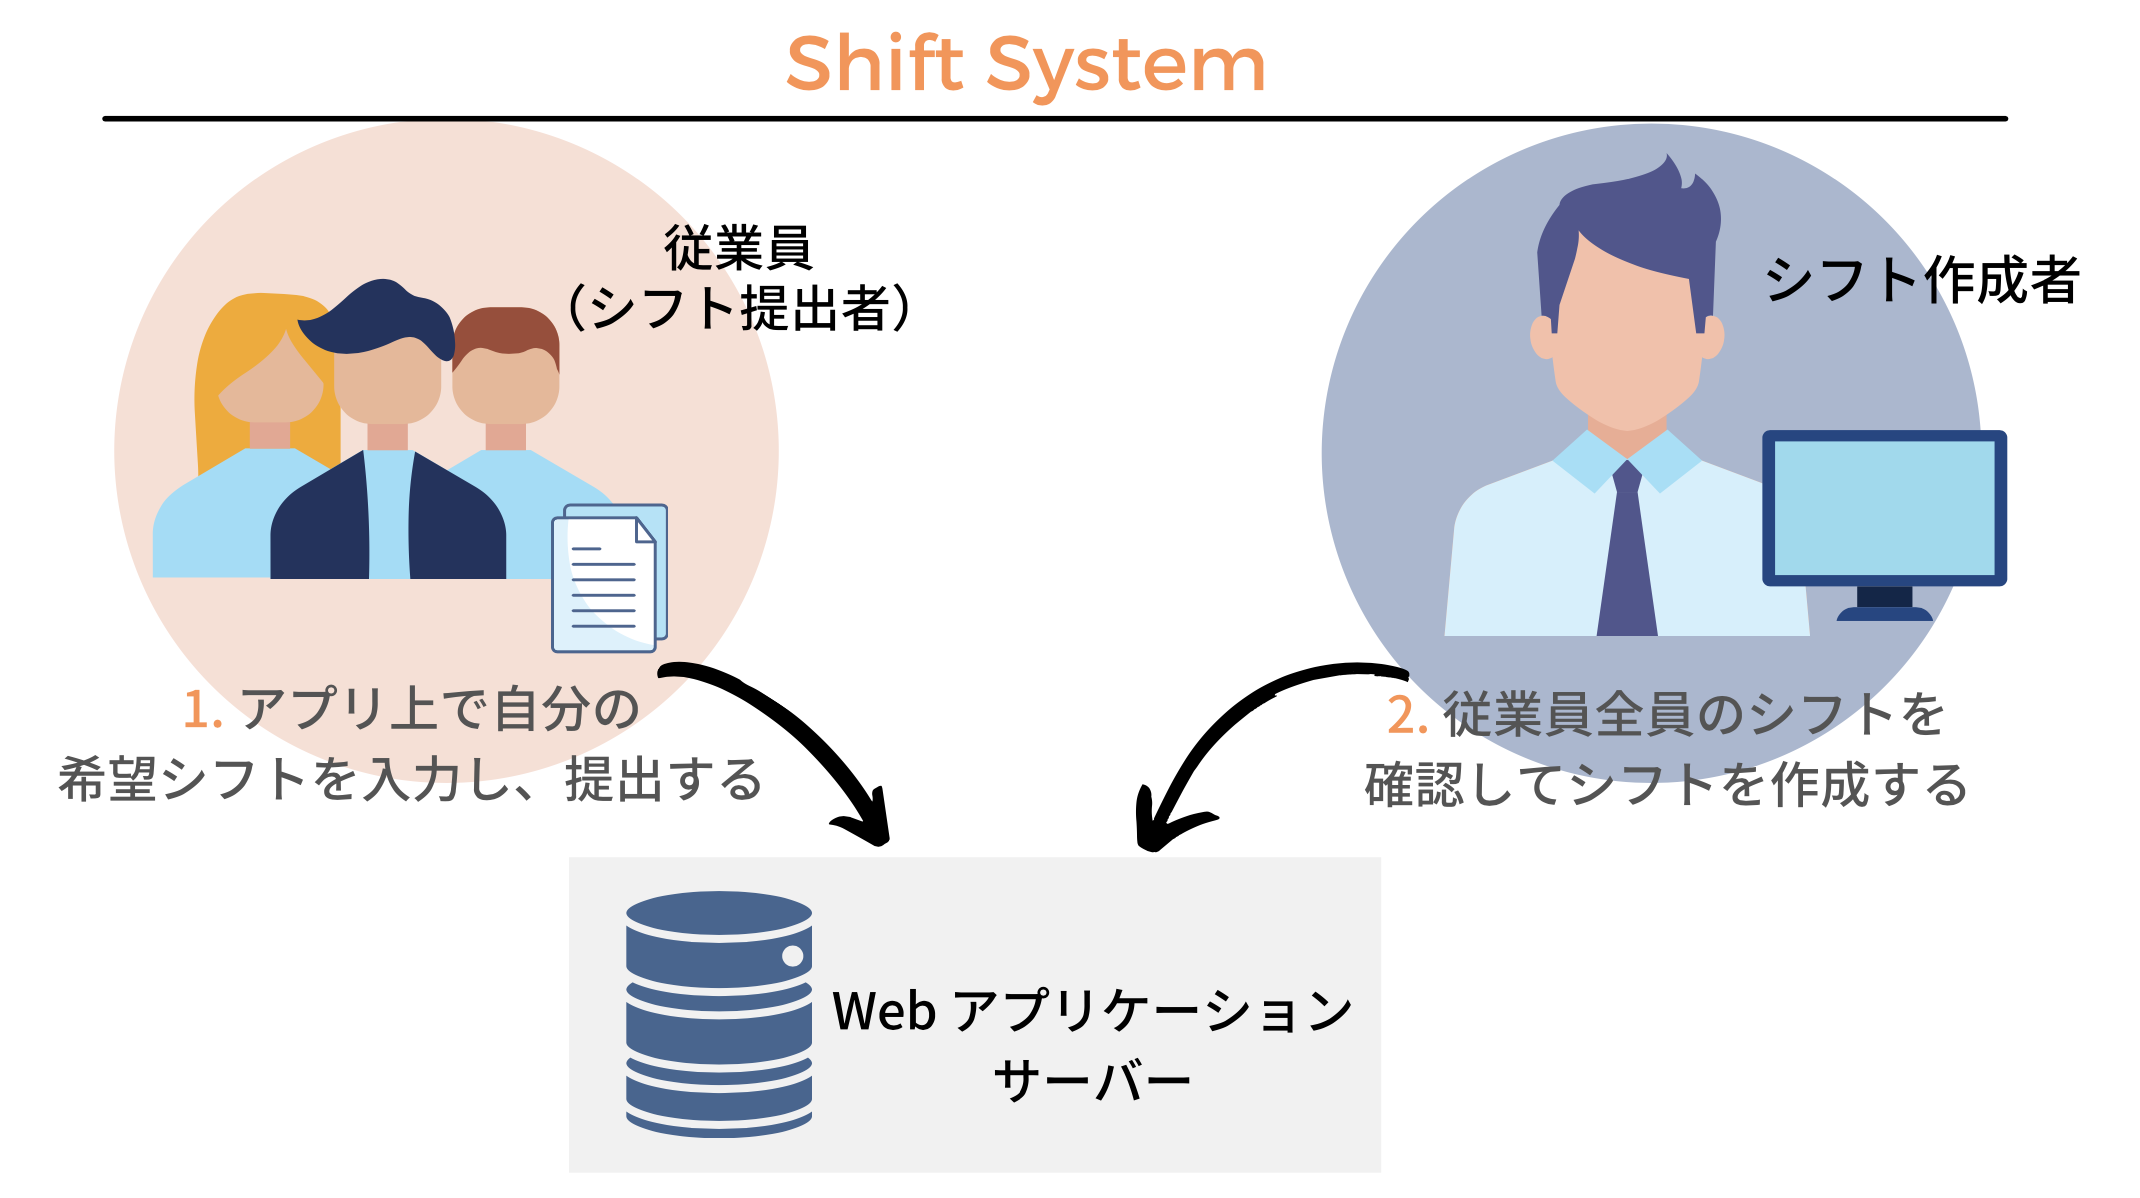 Shift System
従業員
（シフト提出者）
シフト作成者
1. アプリ上で自分の
希望シフトを入力し、提出する
2. 従業員全員のシフトを
確認してシフトを作成する
Web アプリケーション
サーバー